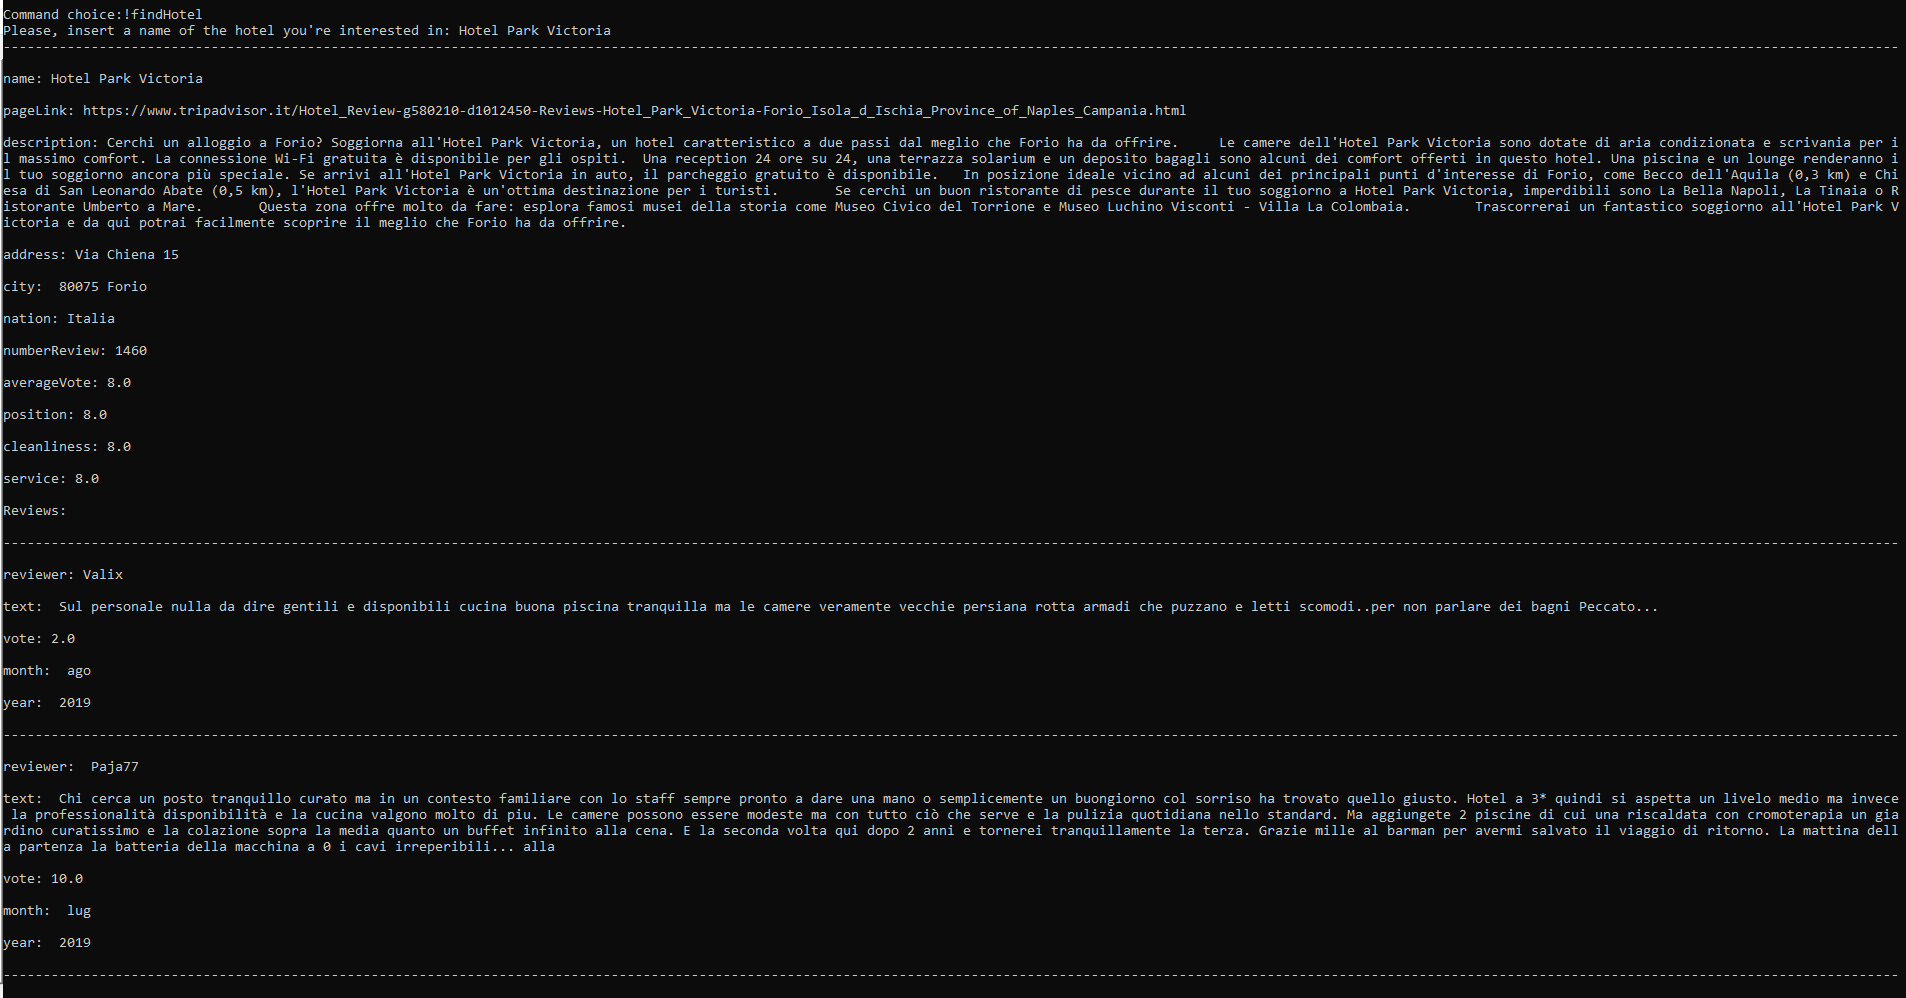 Command choice:!findHotel
Please, insert a name of the hotel you're interested in: Hotel Park Victoria
--------------------------------------------------------------------------------
name: Hotel Park Victoria
pageLink: https://www.tripadvisor.it/Hotel_Review-g580210-d1012450-Reviews-Hotel_Park_Victoria-Forio_Isola_d_Ischia_Province_of_Naples_Campania.html
description: Cerchi un alloggio a Forio? Soggiorna all'Hotel Park Victoria, un hotel caratteristico a due passi dal meglio che Forio ha da offrire.     Le camere dell'Hotel Park Victoria sono dotate di aria condizionata e scrivania per i
l massimo comfort. La connessione Wi-Fi gratuita è disponibile per gli ospiti.  Una reception 24 ore su 24, una terrazza solarium e un deposito bagagli sono alcuni dei comfort offerti in questo hotel. Una piscina e un lounge renderanno i
l tuo soggiorno ancora più speciale. Se arrivi all'Hotel Park Victoria in auto, il parcheggio gratuito è disponibile.   In posizione ideale vicino ad alcuni dei principali punti d'interesse di Forio, come Becco dell'Aquila (0,3 km) e Chi
esa di San Leonardo Abate (0,5 km), l'Hotel Park Victoria è un'ottima destinazione per i turisti.       Se cerchi un buon ristorante di pesce durante il tuo soggiorno a Hotel Park Victoria, imperdibili sono La Bella Napoli, La Tinaia o R
istorante Umberto a Mare.       Questa zona offre molto da fare: esplora famosi musei della storia come Museo Civico del Torrione e Museo Luchino Visconti - Villa La Colombaia.        Trascorrerai un fantastico soggiorno all'Hotel Park V
ictoria e da qui potrai facilmente scoprire il meglio che Forio ha da offrire.
address: Via Chiena 15
city:  80075 Forio
nation: Italia
numberReview: 1460
averageVote: 8.0
position: 8.0
cleanliness: 8.0
service: 8.0
Reviews:
--------------------------------------------------------------------------------
reviewer: Valix
text:  Sul personale nulla da dire gentili e disponibili cucina buona piscina tranquilla ma le camere veramente vecchie persiana rotta armadi che puzzano e letti scomodi..per non parlare dei bagni Peccato...
vote: 2.0
month:  ago
year:  2019
--------------------------------------------------------------------------------
reviewer:  Paja77
text:  Chi cerca un posto tranquillo curato ma in un contesto familiare con lo staff sempre pronto a dare una mano o semplicemente un buongiorno col sorriso ha trovato quello giusto. Hotel a 3* quindi si aspetta un livelo medio ma invece
 la professionalità disponibilità e la cucina valgono molto di piu. Le camere possono essere modeste ma con tutto ciò che serve e la pulizia quotidiana nello standard. Ma aggiungete 2 piscine di cui una riscaldata con cromoterapia un gia
rdino curatissimo e la colazione sopra la media quanto un buffet infinito alla cena. E la seconda volta qui dopo 2 anni e tornerei tranquillamente la terza. Grazie mille al barman per avermi salvato il viaggio di ritorno. La mattina dell
a partenza la batteria della macchina a 0 i cavi irreperibili... alla
vote: 10.0
month:  lug
year:  2019
--------------------------------------------------------------------------------